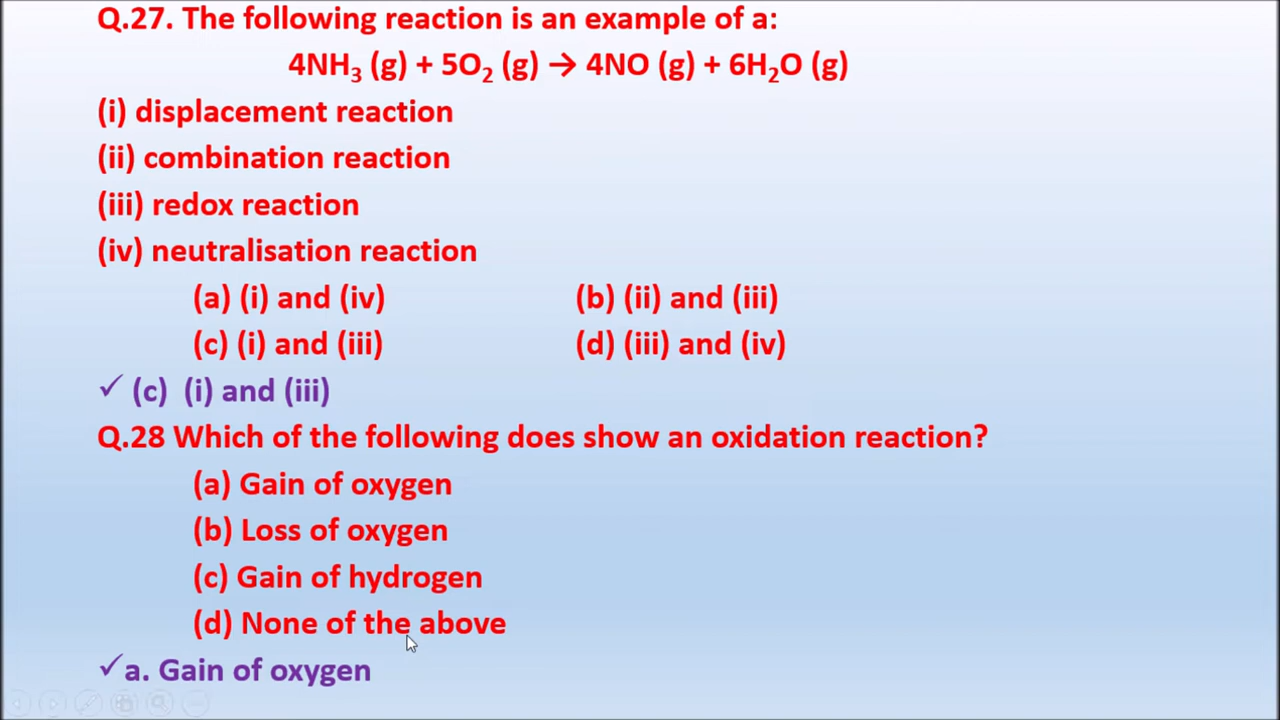 Q.27. The following reaction is an example of a:
4NH₃ (g) + 5O₂ (g) → 4NO (g) + 6H₂O (g)
(i) displacement reaction
(ii) combination reaction
(iii) redox reaction
(iv) neutralisation reaction
(a) (i) and (iv) (b) (ii) and (iii)
(c) (i) and (iii) (d) (iii) and (iv)
✓ (c) (i) and (iii)
Q.28 Which of the following does show an oxidation reaction?
(a) Gain of oxygen
(b) Loss of oxygen
(c) Gain of hydrogen
(d) None of the above
✓ a. Gain of oxygen